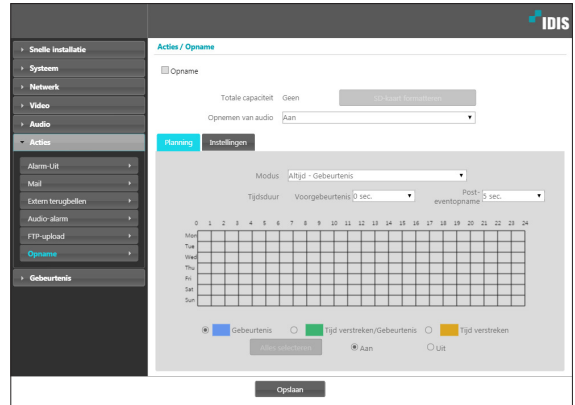 IDIS
Snelle installatie
Systeem
Netwerk
Video
Audio
Acties
Alarm-Uit
Mail
Extern terugbellen
Audio-alarm
FTP-upload
Opname
Gebeurtenis
Acties / Opname
Opname
Totale capaciteit Geen SD-kaart formatteren
Opnemen van audio Aan
Planning Instellingen
Modus Altijd - Gebeurtenis
Tijdsduur Voorgebeurtenis 0 sec. Post-eventopname 5 sec.
0 1 2 3 4 5 6 7 8 9 10 11 12 13 14 15 16 17 18 19 20 21 22 23 24
Mon
Tue
Wed
Thu
Fri
Sat
Sun
Gebeurtenis Tijd verstreken/Gebeurtenis Tijd verstreken
Alles selecteren Aan Uit
Opslaan